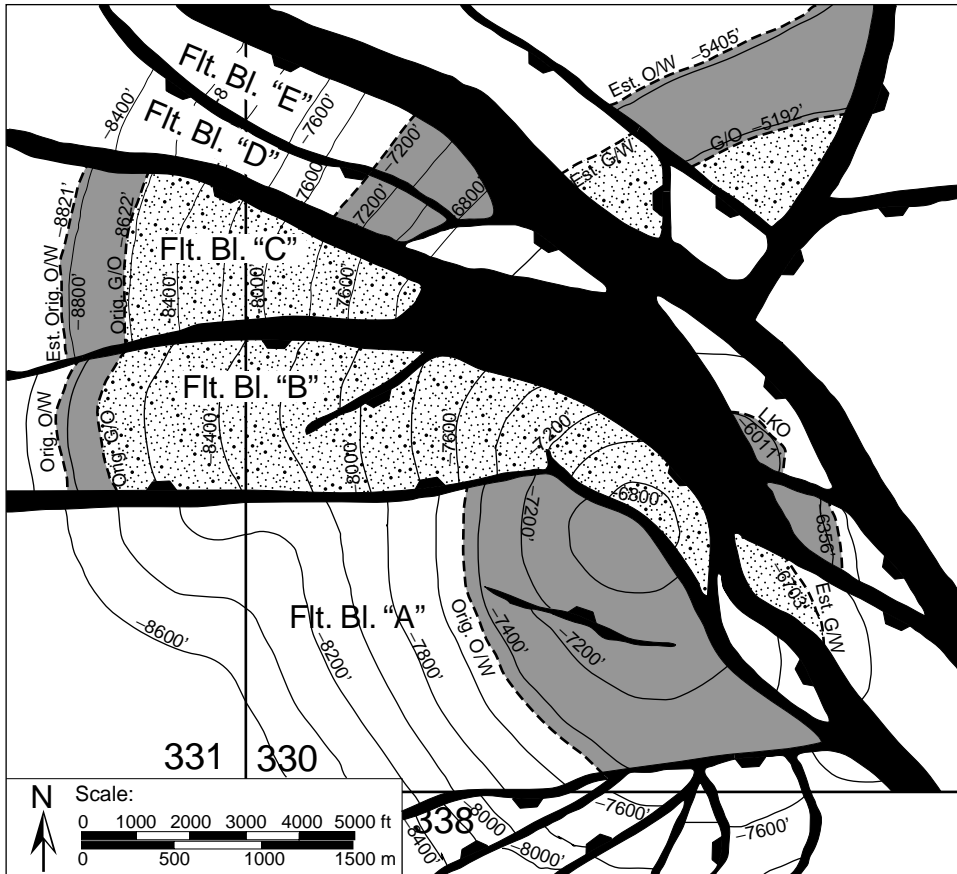 Flt. Bl. “E”
Est. O/W
–5405’
–8400’
–8
–7600’
Flt. Bl. “D”
–7200’
G/O –5192’
Est. G/W
7600’
7200’
6800’
Est. Orig. O/W –8821’
Orig. G/O –8622’
Flt. Bl. “C”
–8800’
–8400’
–8000’
–7600’
Orig. O/W
Orig. G/O
Flt. Bl. “B”
–8400’
–8000’
–7600’
–7,200’
LKO
–6011’
–6800’
–7200’
–6356’
–6703’
Est. G/W
Flt. Bl. “A”
Orig. O/W
–7400’
–7200’
–8600’
–8200’
–7800’
331
330
338
–8400’
–8000
–8000’
–7600’
–7600’
N
Scale:
0 1000 2000 3000 4000 5000 ft
0 500 1000 1500 m